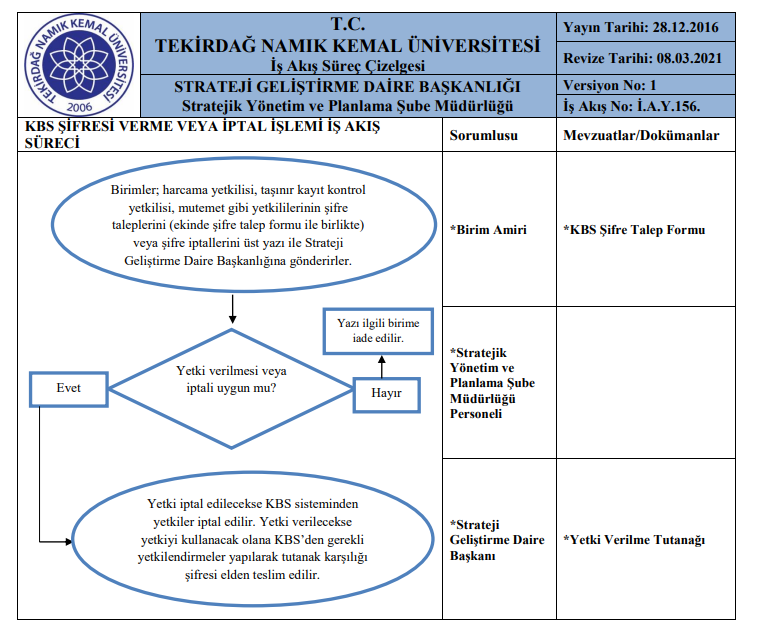 TEKİRDAĞ NAMIK KEMAL ÜNİVERSİTESİ
2006
T.C.
TEKİRDAĞ NAMIK KEMAL ÜNİVERSİTESİ
İş Akış Süreç Çizelgesi
STRATEJİ GELİŞTİRME DAİRE BAŞKANLIĞI
Stratejik Yönetim ve Planlama Şube Müdürlüğü
Yayın Tarihi: 28.12.2016
Revize Tarihi: 08.03.2021
Versiyon No: 1
İş Akış No: İ.A.Y.156.
KBS ŞİFRESİ VERME VEYA İPTAL İŞLEMİ İŞ AKIŞ
SÜRECİ
Sorumlusu
Mevzuatlar/Dokümanlar
Birimler; harcama yetkilisi, taşınır kayıt kontrol
yetkilisi, mutemet gibi yetkililerinin şifre
taleplerini (ekinde şifre talep formu ile birlikte)
veya şifre iptallerini üst yazı ile Strateji
Geliştirme Daire Başkanlığına gönderirler.
*Birim Amiri
*KBS Şifre Talep Formu
Yazı ilgili birime
iade edilir.
Yetki verilmesi veya
iptali uygun mu?
Evet
Hayır
*Stratejik
Yönetim ve
Planlama Şube
Müdürlüğü
Personeli
Yetki iptal edilecekse KBS sisteminden
yetkiler iptal edilir. Yetki verilecekse
yetkiyi kullanacak olana KBS’den gerekli
yetkilendirmeler yapılarak tutanak karşılığı
şifresi elden teslim edilir.
*Strateji
Geliştirme Daire
Başkanı
*Yetki Verilme Tutanağı